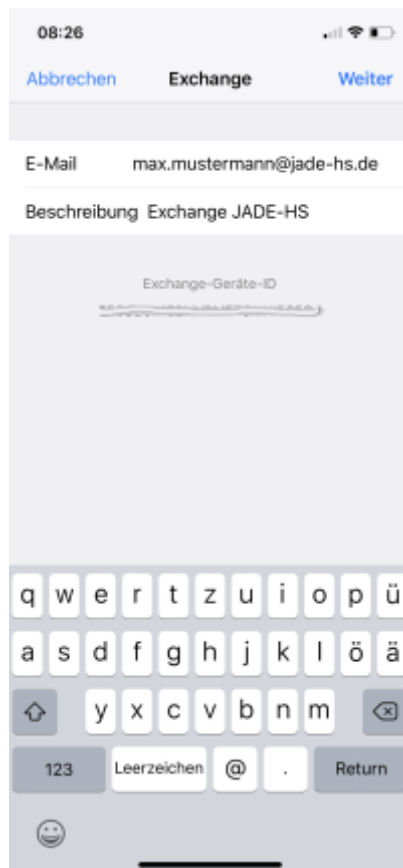 08:26
Abbrechen Exchange Weiter
E-Mail max.mustermann@jade-hs.de
Beschreibung Exchange JADE-HS
Exchange-Geräte-ID
q w e r t z u i o p ü
a s d f g h j k l ö ä
y x c v b n m
123 Leerzeichen @ . Return